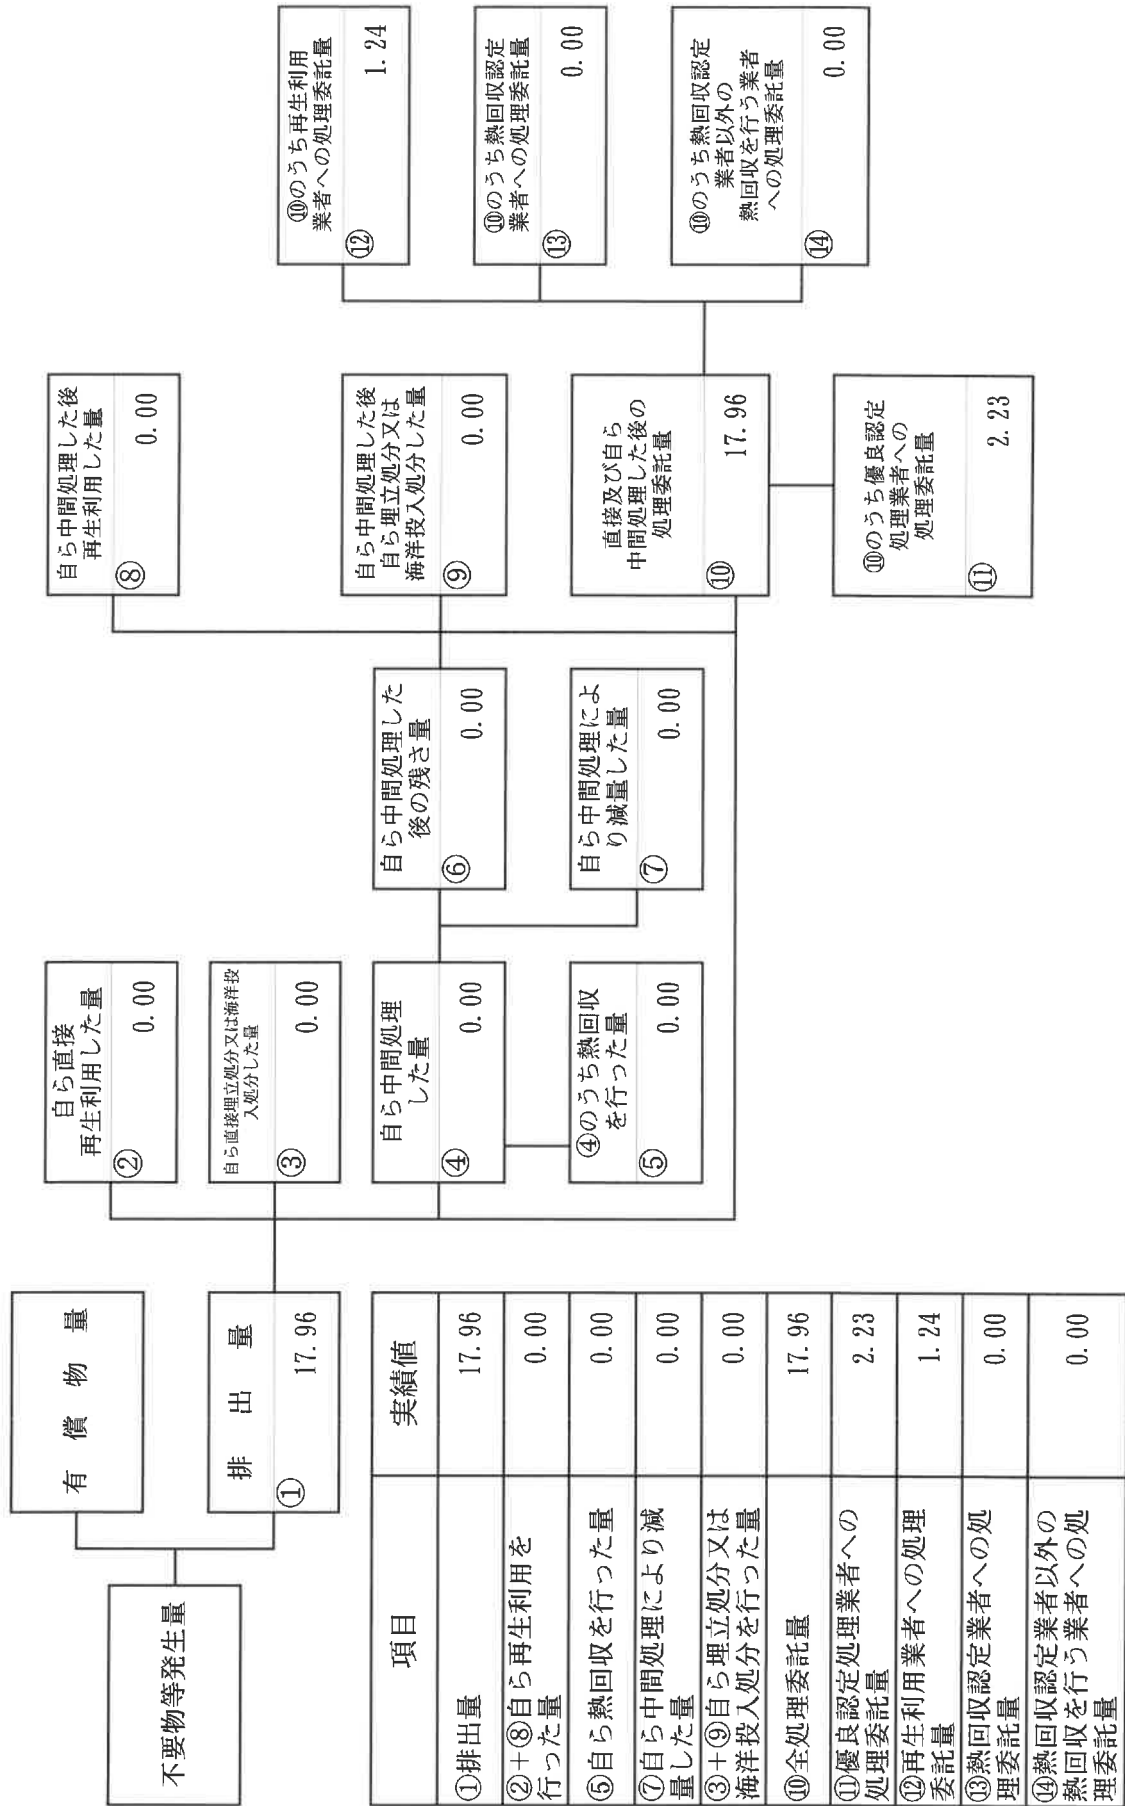 不要物等発生量
有償物量
排出量
①
17.96
自ら直接
再生利用した量
②
0.00
自ら直接埋立処分又は海洋投
入処分した量
③
0.00
自ら中間処理
した量
④
0.00
④のうち熱回収
を行った量
⑤
0.00
自ら中間処理した
後の残さ量
⑥
0.00
自ら中間処理によ
り減量した量
⑦
0.00
自ら中間処理した後
再生利用した量
⑧
0.00
自ら中間処理した後
自ら埋立処分又は
海洋投入処分した量
⑨
0.00
直接及び自ら
中間処理した後の
処理委託量
⑩
17.96
⑩のうち優良認定
処理業者への
処理委託量
⑪
2.23
⑩のうち再生利用
業者への処理委託量
⑫
1.24
⑩のうち熱回収認定
業者への処理委託量
⑬
0.00
⑩のうち熱回収認定
業者以外の
熱回収を行う業者
への処理委託量
⑭
0.00
項目
実績値
①排出量
17.96
②+⑧自ら再生利用を
行った量
0.00
⑤自ら熱回収を行った量
0.00
⑦自ら中間処理により減
量した量
0.00
③+⑨自ら埋立処分又は
海洋投入処分を行った量
0.00
⑩全処理委託量
17.96
⑪優良認定処理業者への
処理委託量
2.23
⑫再生利用業者への処理
委託量
1.24
⑬熱回収認定業者への処
理委託量
0.00
⑭熱回収認定業者以外の
熱回収を行う業者への処
理委託量
0.00